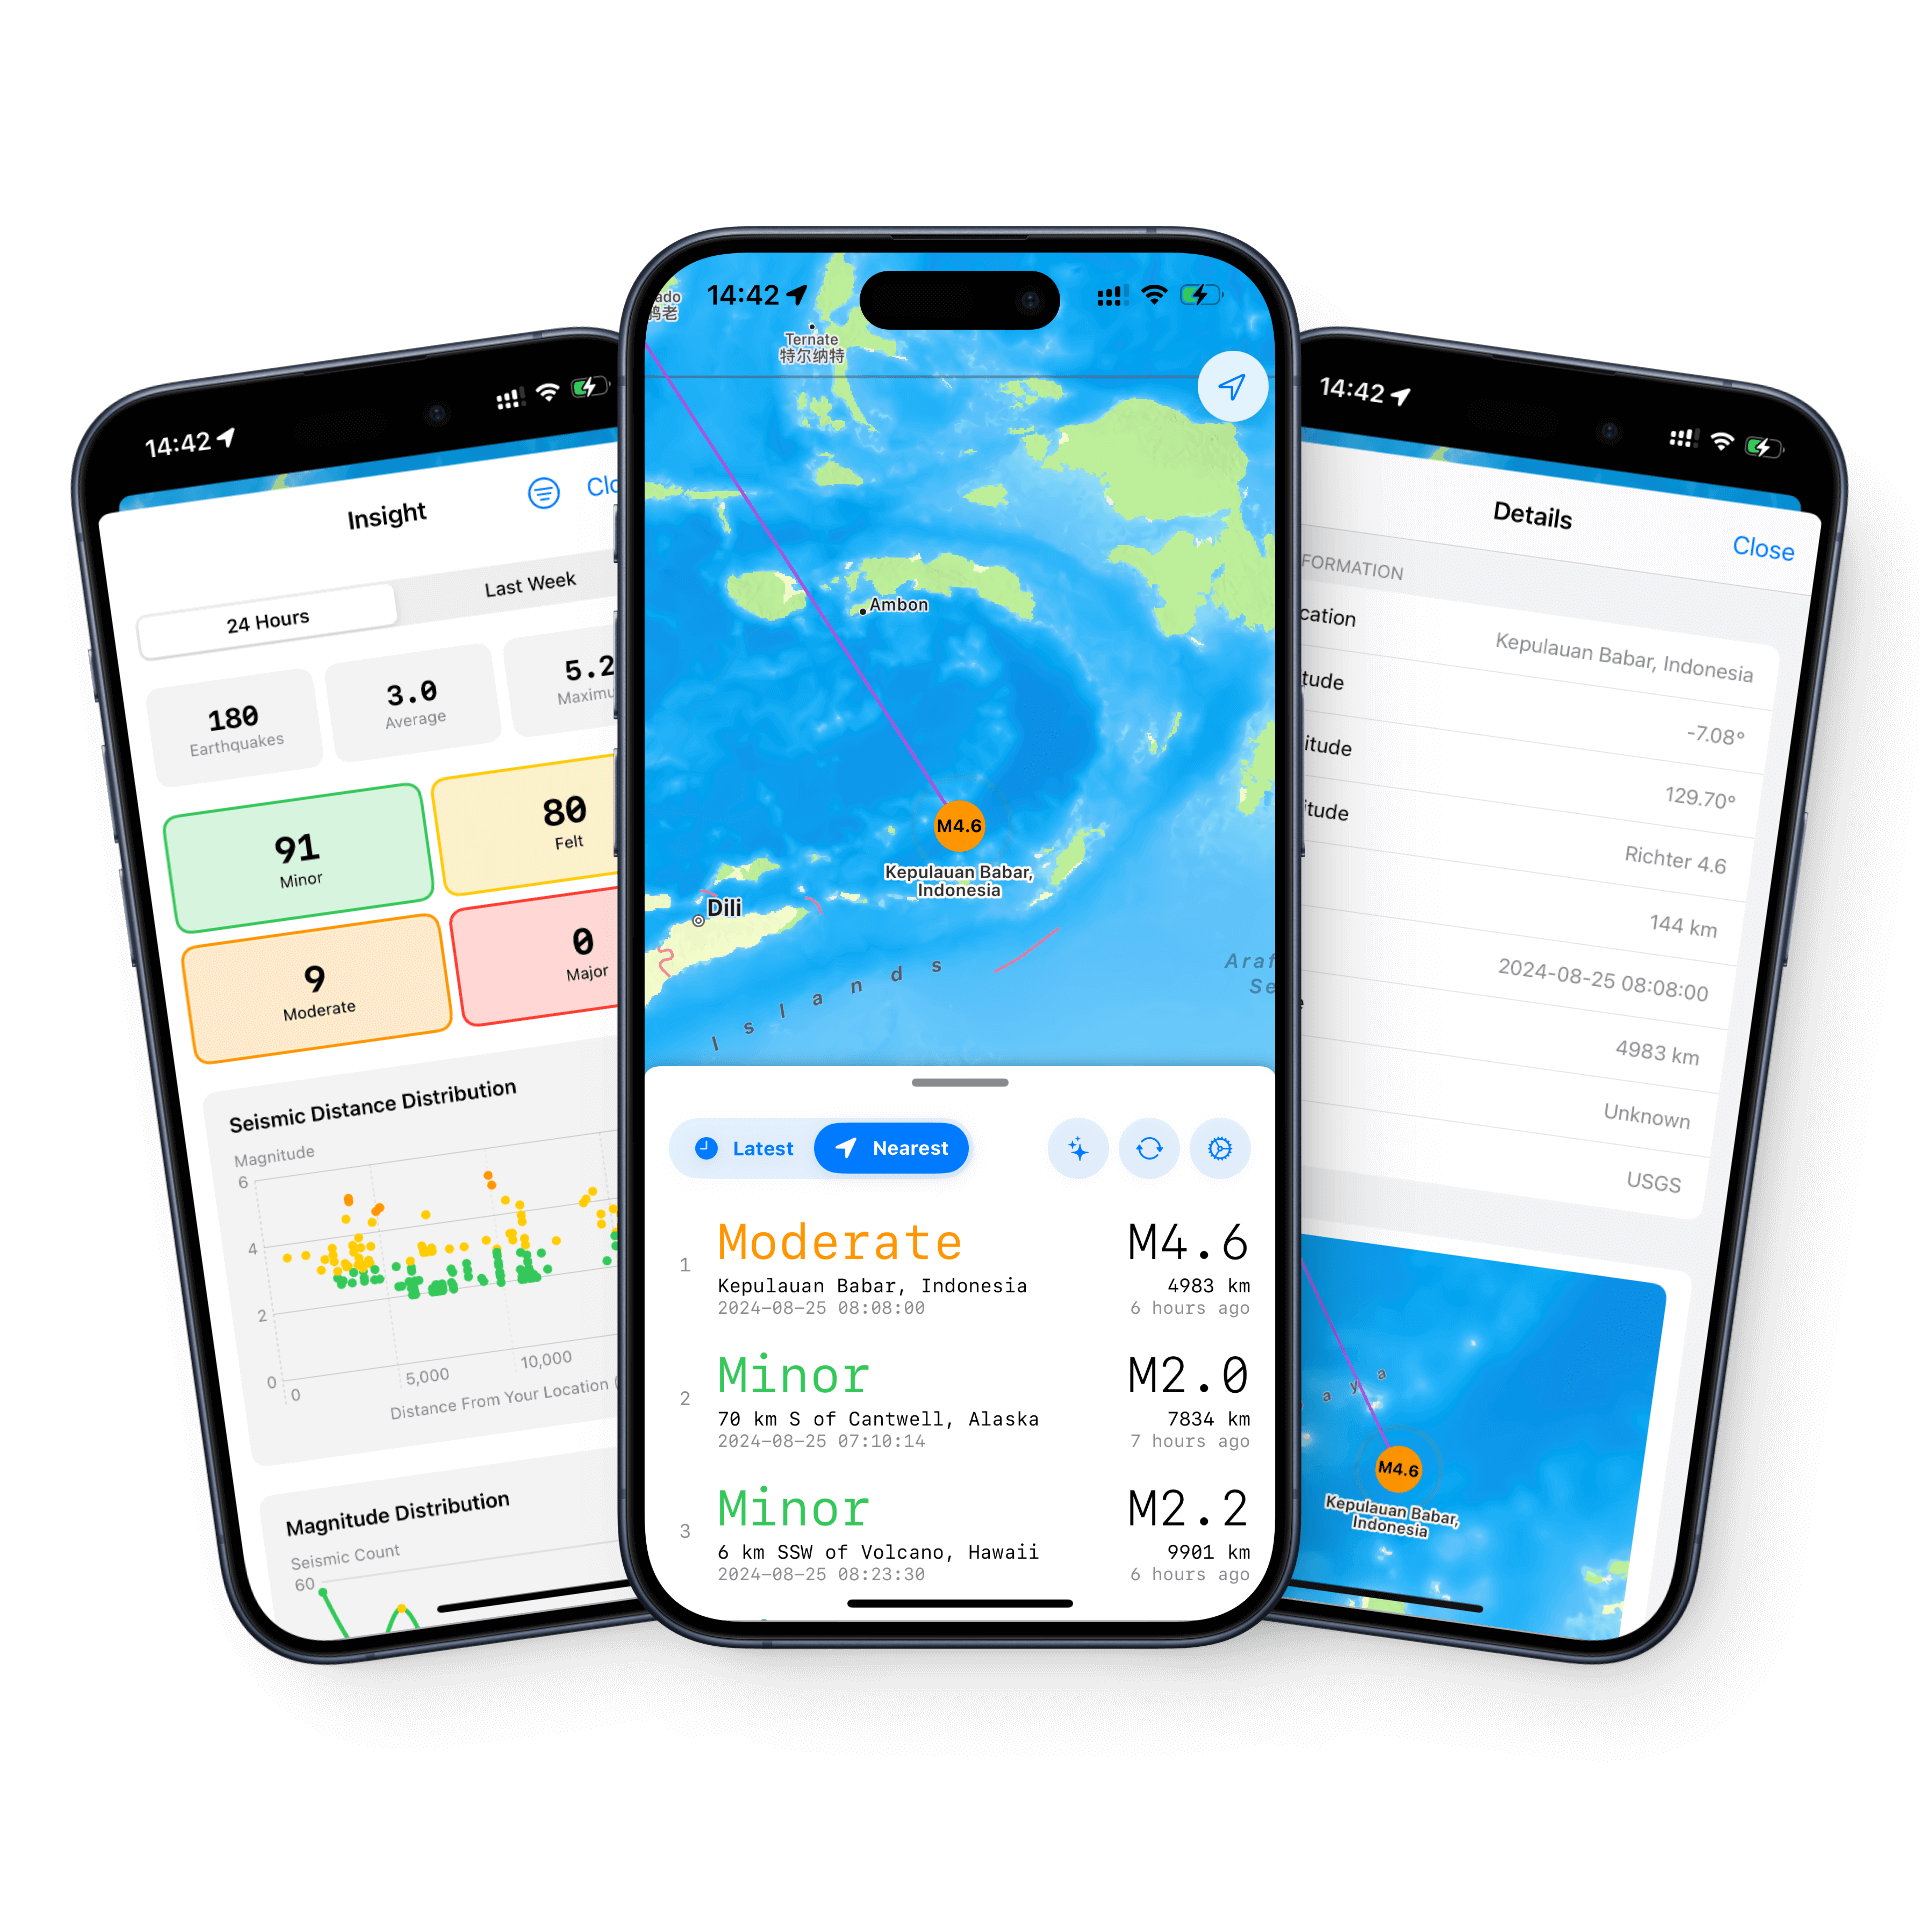 14:42
Insight
Clo
24 Hours
Last Week
180
Earthquakes
3.0
Average
5.2
Maximu
91
Minor
80
Felt
9
Moderate
0
Major
Seismic Distance Distribution
Magnitude
6
4
2
0
0
5,000
10,000
Distance From Your Location (
Magnitude Distribution
Seismic Count
60
14:42
ado
鸦老
Ternate
特尔纳特
Ambon
M4.6
Kepulauan Babar,
Indonesia
Dili
Islands
Araf
Se
Latest
Nearest
1
Moderate
M4.6
Kepulauan Babar, Indonesia
4983 km
2024-08-25 08:08:00
6 hours ago
2
Minor
M2.0
70 km S of Cantwell, Alaska
7834 km
2024-08-25 07:10:14
7 hours ago
3
Minor
M2.2
6 km SSW of Volcano, Hawaii
9901 km
2024-08-25 08:23:30
6 hours ago
14:42
Details
Close
FORMATION
cation
Kepulauan Babar, Indonesia
tude
-7.08°
itude
129.70°
itude
Richter 4.6
144 km
2024-08-25 08:08:00
e
4983 km
Unknown
USGS
a y a
M4.6
Kepulauan Babar,
Indonesia